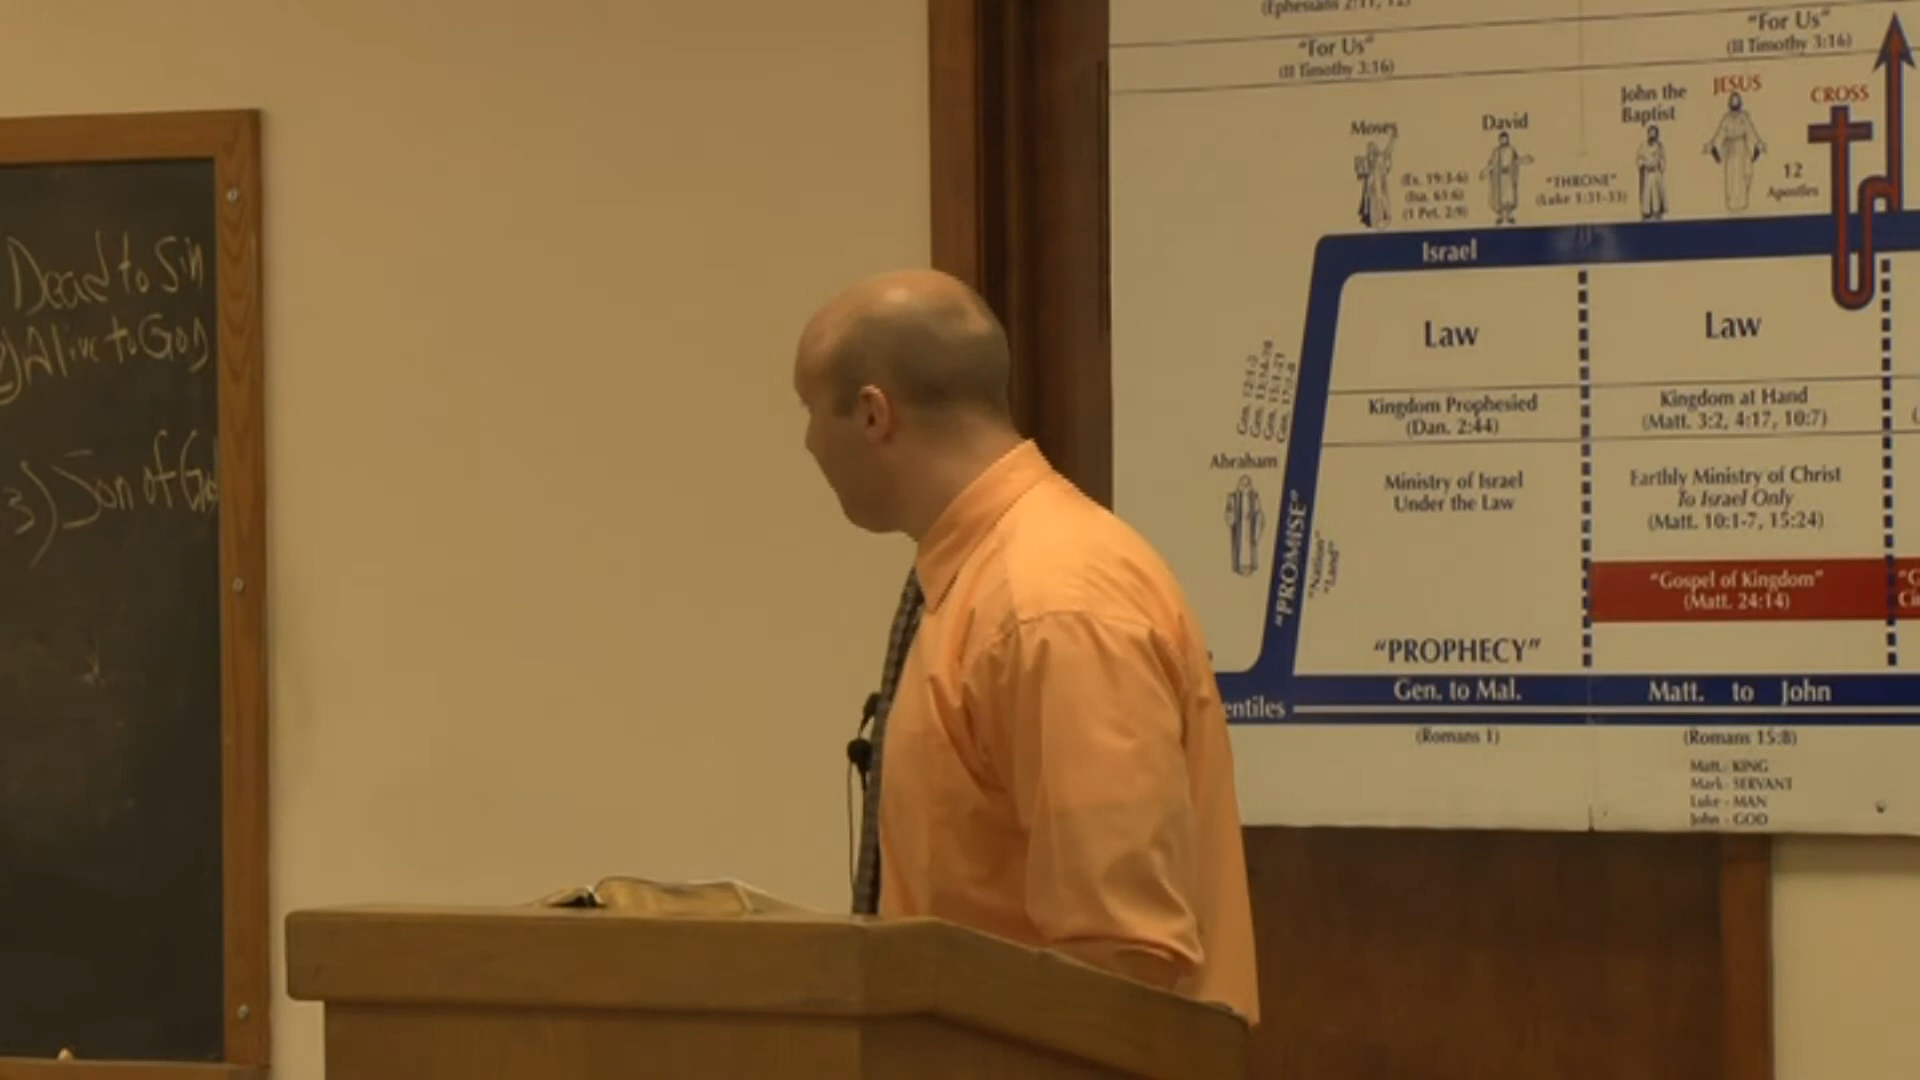 Dead to Sin
2) Alive to God
3) Son of God
(Ephesians 2:11, 12)
"For Us"
(II Timothy 3:16)
"For Us"
(II Timothy 3:16)
Moses
(Ex. 19:3-6)
(Isa. 61:6)
(1 Pet. 2:9)
David
"THRONE"
(Luke 1:31-33)
John the
Baptist
JESUS
12
Apostles
CROSS
Israel
Law
Law
Kingdom Prophesied
(Dan. 2:44)
Kingdom at Hand
(Matt. 3:2, 4:17, 10:7)
Abraham
"PROMISE"
"Nation"
"Land"
Ministry of Israel
Under the Law
Earthly Ministry of Christ
To Israel Only
(Matt. 10:1-7, 15:24)
"Gospel of Kingdom"
(Matt. 24:14)
"PROPHECY"
Gen. to Mal.
Matt. to John
entiles
(Romans 1)
(Romans 15:8)
Matt.- KING
Mark- SERVANT
Luke - MAN
John - GOD